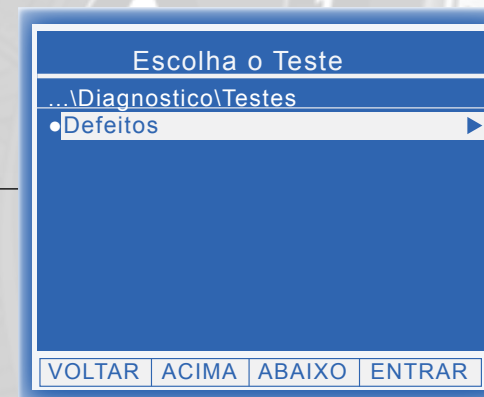 Escolha o Teste
...\Diagnostico\Testes
●Defeitos ▶
VOLTAR ACIMA ABAIXO ENTRAR